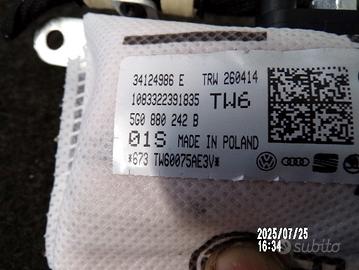 34124986 E TRW 260414
1083322391835 TW6
5G0 880 242 B
01S MADE IN POLAND
*673 TW60075AE3V*
2025/07/25
16:34
subito